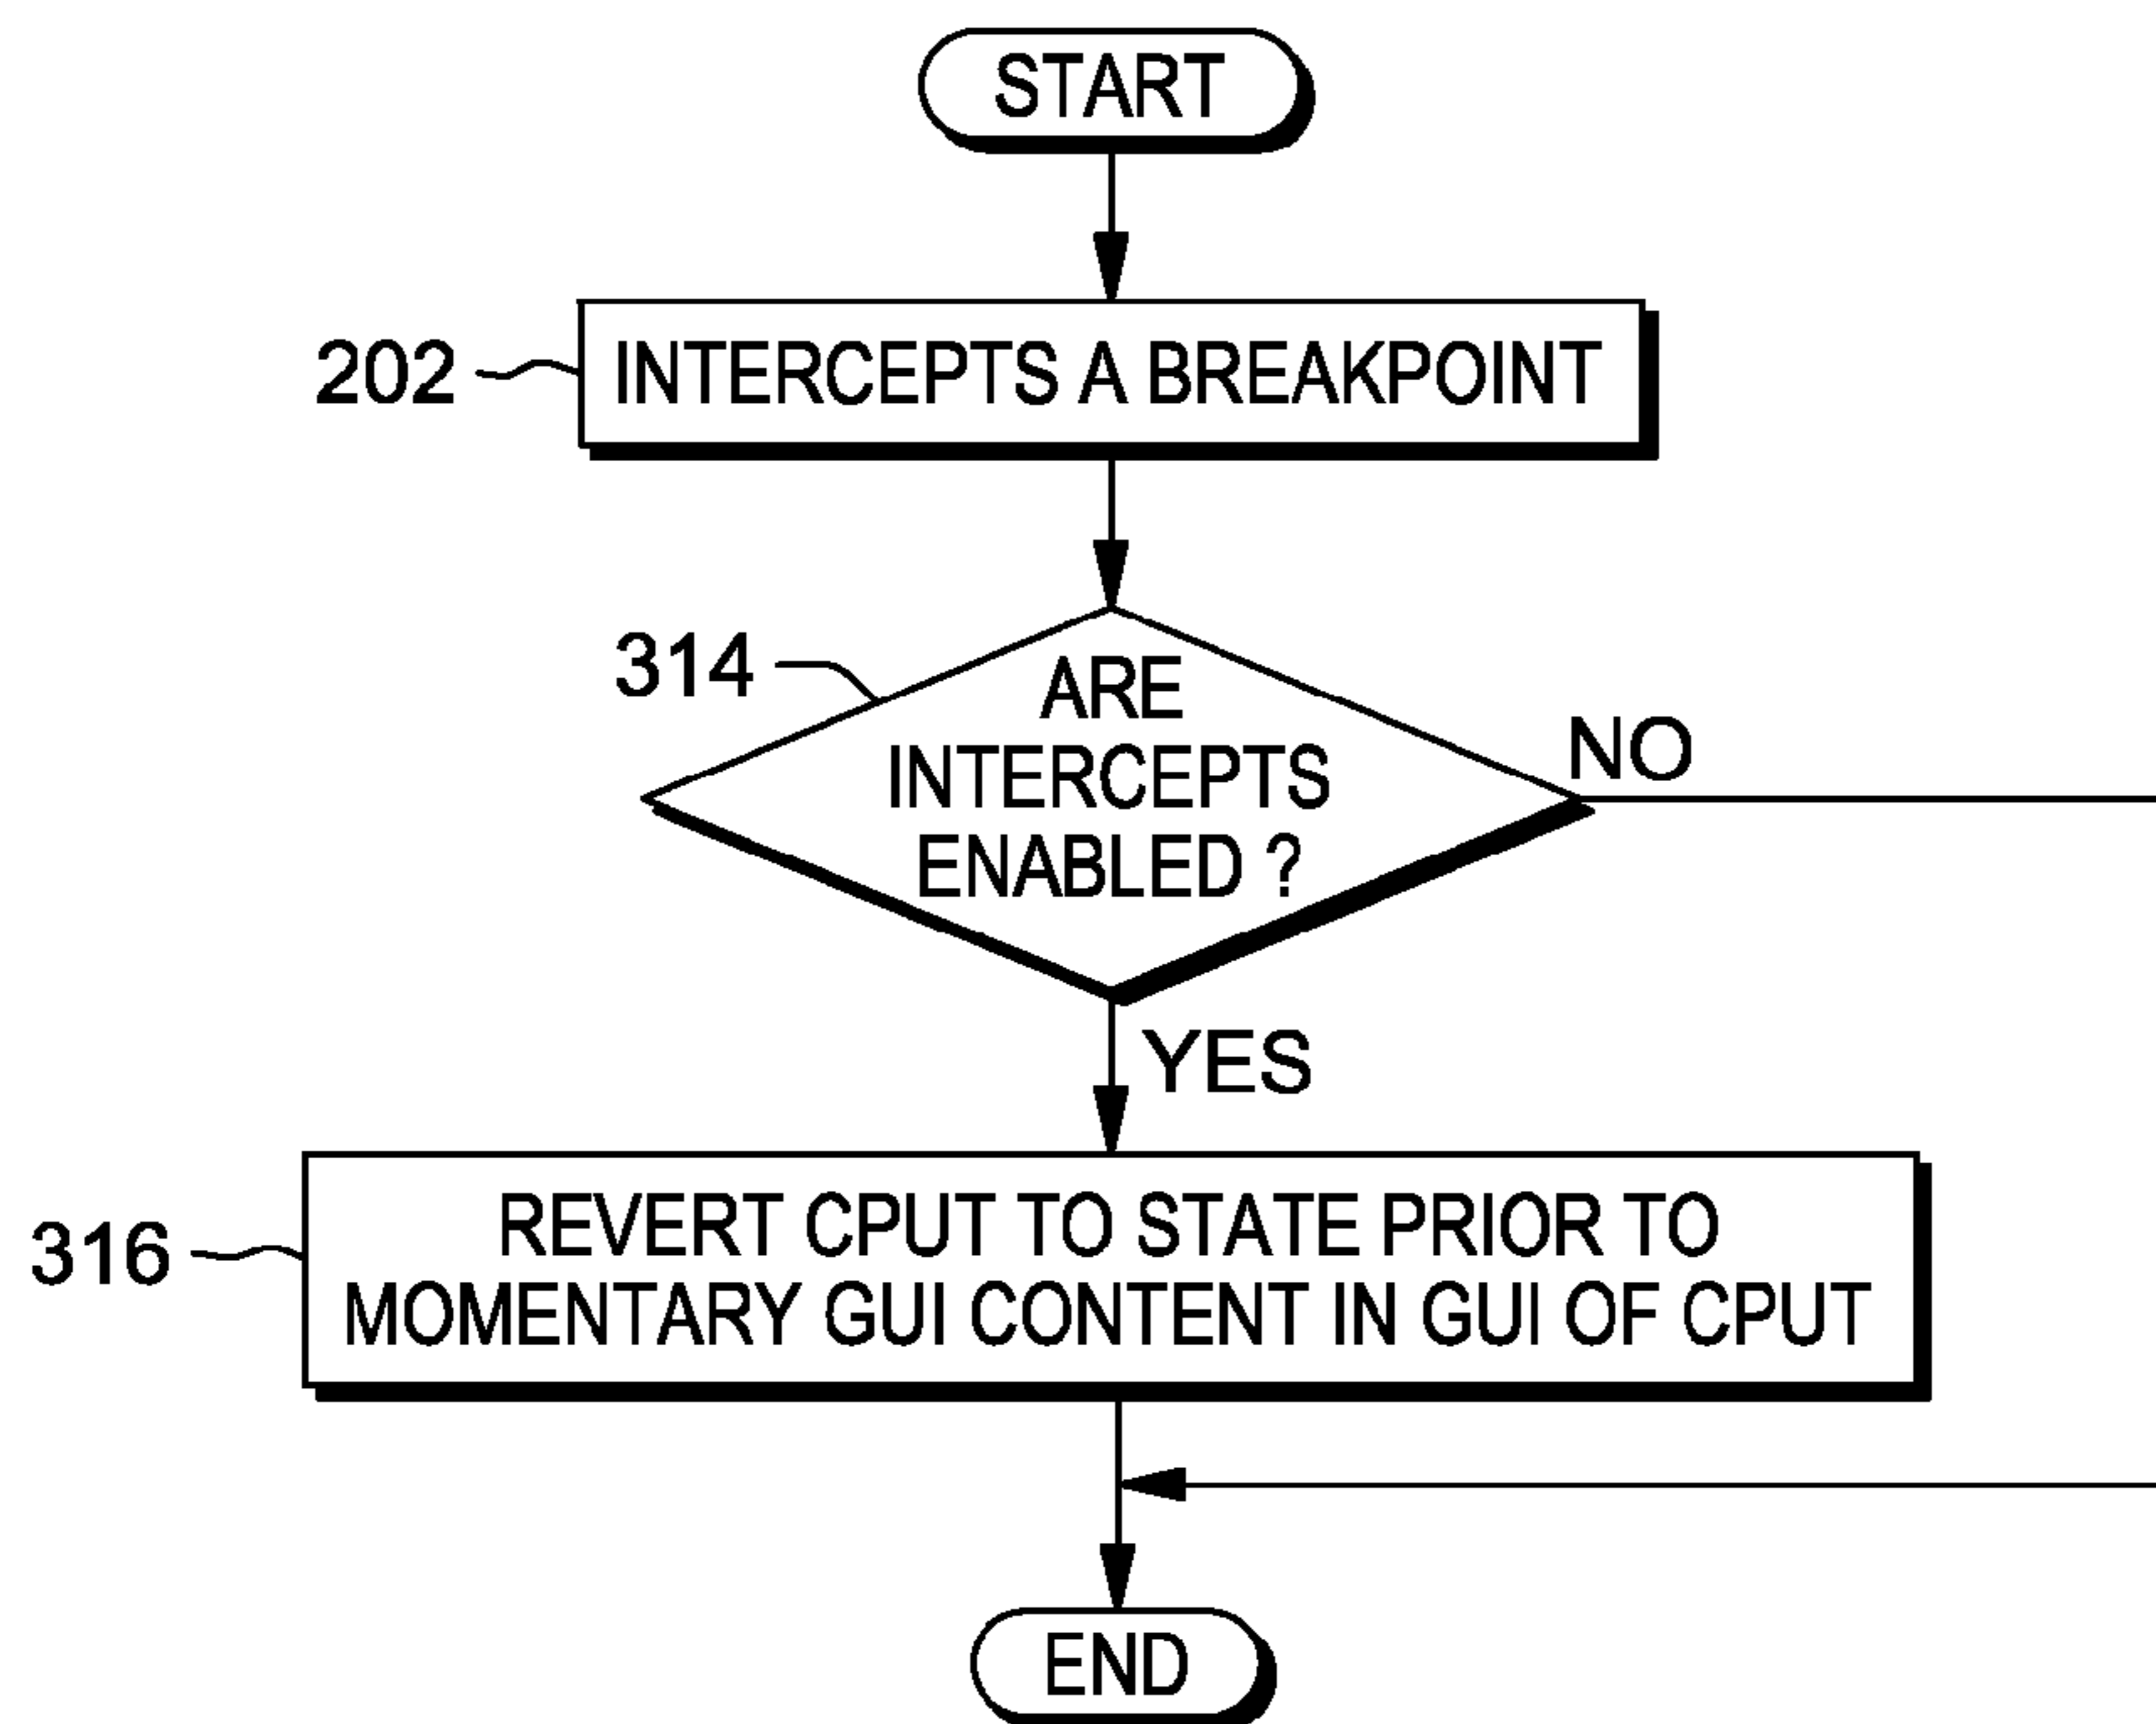 START
202
INTERCEPTS A BREAKPOINT
314
ARE
INTERCEPTS
ENABLED ?
NO
YES
316
REVERT CPUT TO STATE PRIOR TO
MOMENTARY GUI CONTENT IN GUI OF CPUT
END